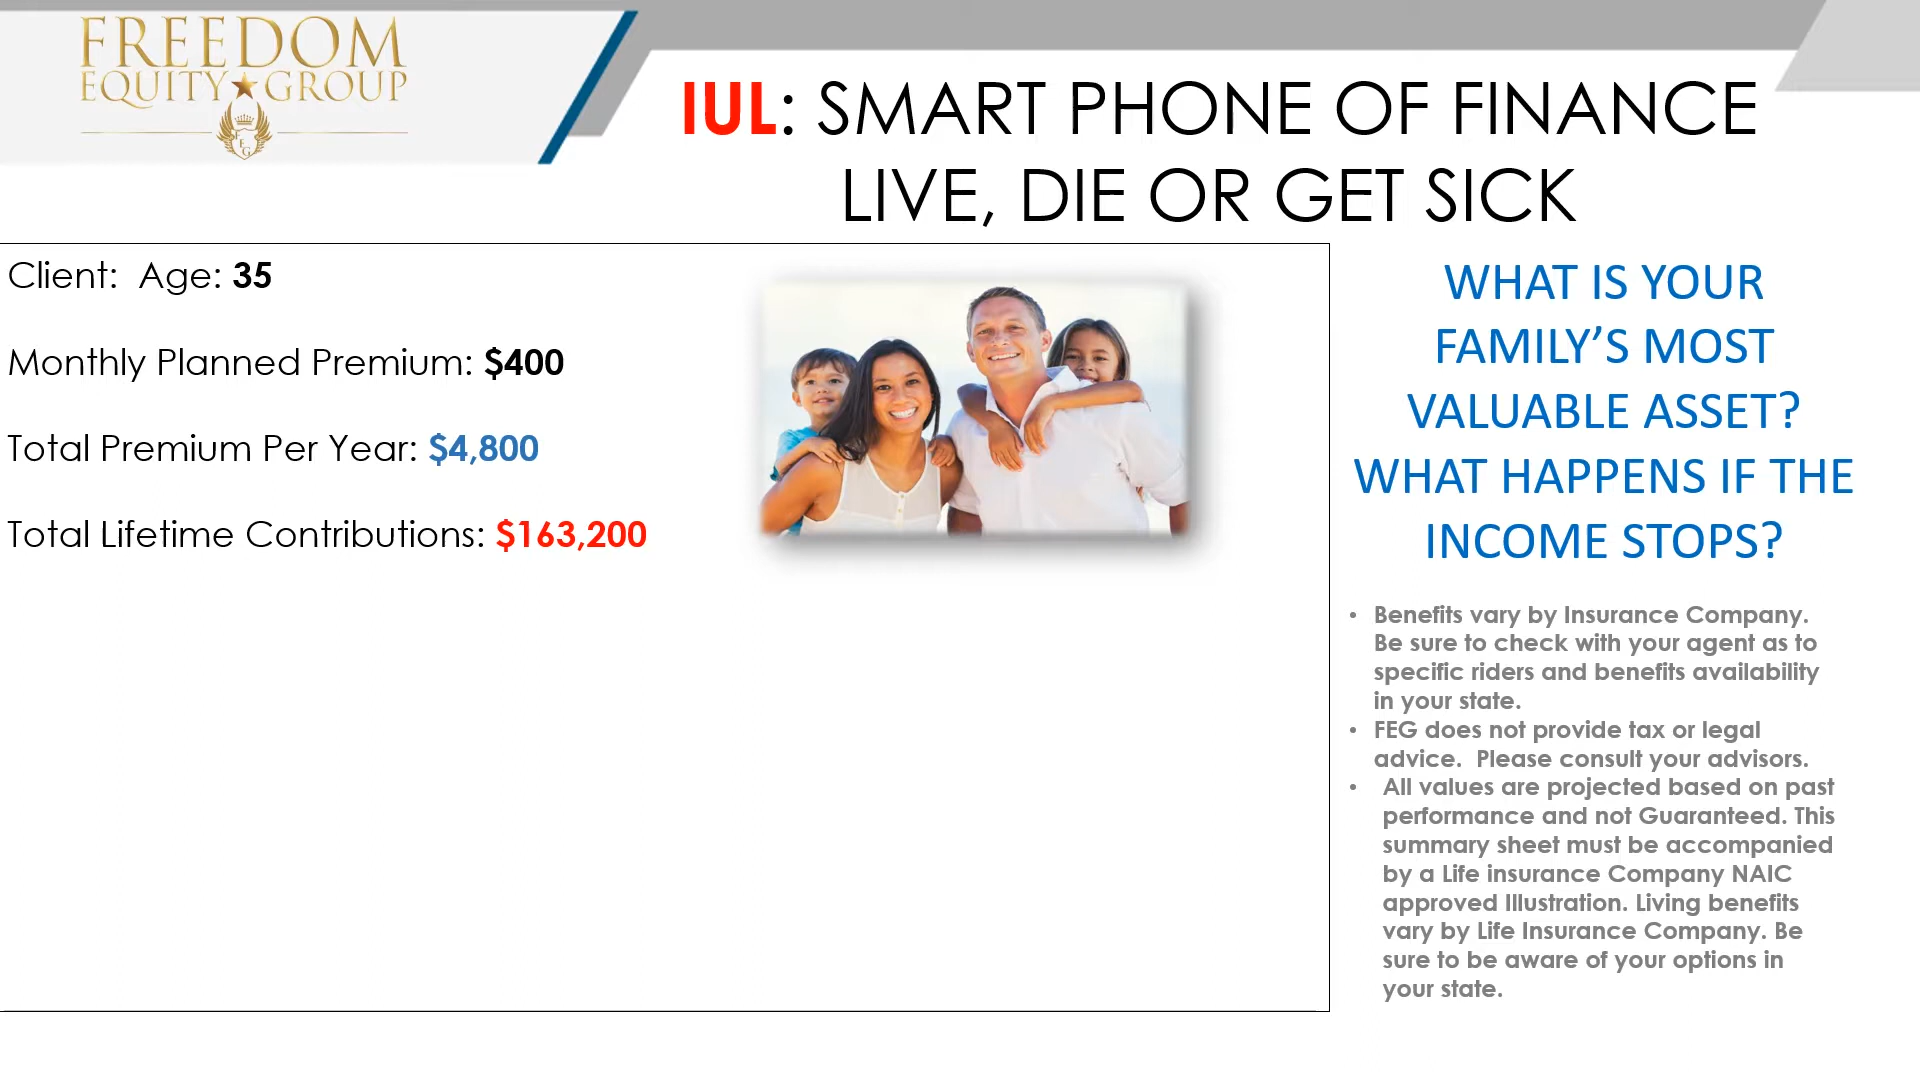 FREEDOM
EQUITY★GROUP
F
G
IUL: SMART PHONE OF FINANCE
LIVE, DIE OR GET SICK
Client:  Age: 35
Monthly Planned Premium: $400
Total Premium Per Year: $4,800
Total Lifetime Contributions: $163,200
WHAT IS YOUR
FAMILY’S MOST
VALUABLE ASSET?
WHAT HAPPENS IF THE
INCOME STOPS?
• Benefits vary by Insurance Company.
Be sure to check with your agent as to
specific riders and benefits availability
in your state.
• FEG does not provide tax or legal
advice.  Please consult your advisors.
• All values are projected based on past
performance and not Guaranteed. This
summary sheet must be accompanied
by a Life insurance Company NAIC
approved Illustration. Living benefits
vary by Life Insurance Company. Be
sure to be aware of your options in
your state.